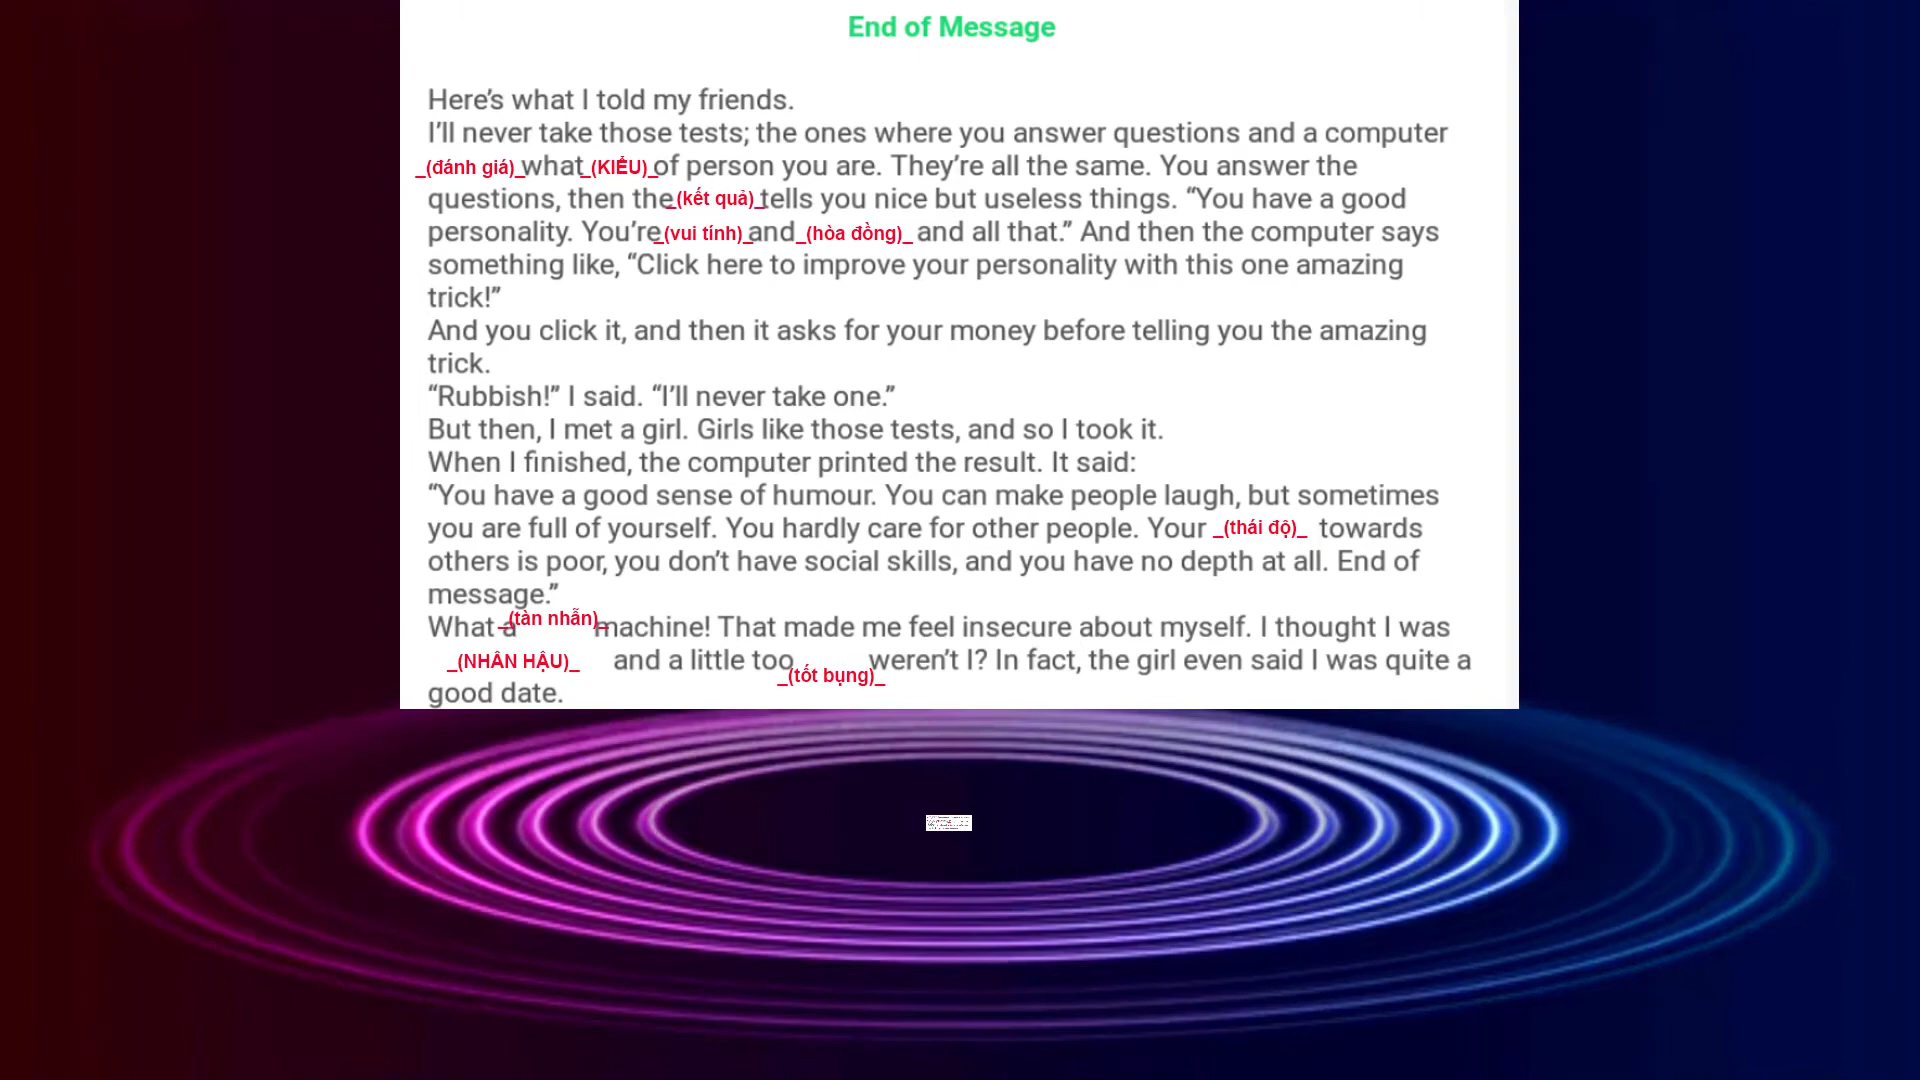 End of Message
Here’s what I told my friends.
I’ll never take those tests; the ones where you answer questions and a computer
_(đánh giá)_what_(KIỂU)_of person you are. They’re all the same. You answer the
questions, then the_(kết quả)_tells you nice but useless things. “You have a good
personality. You’re_(vui tính)_and_(hòa đồng)_ and all that.” And then the computer says
something like, “Click here to improve your personality with this one amazing
trick!”
And you click it, and then it asks for your money before telling you the amazing
trick.
“Rubbish!” I said. “I’ll never take one.”
But then, I met a girl. Girls like those tests, and so I took it.
When I finished, the computer printed the result. It said:
“You have a good sense of humour. You can make people laugh, but sometimes
you are full of yourself. You hardly care for other people. Your _(thái độ)_ towards
others is poor, you don’t have social skills, and you have no depth at all. End of
message.”
What a _(tàn nhẫn)_ machine! That made me feel insecure about myself. I thought I was
_(NHÂN HẬU)_ and a little too _(tốt bụng)_ weren’t I? In fact, the girl even said I was quite a
good date.